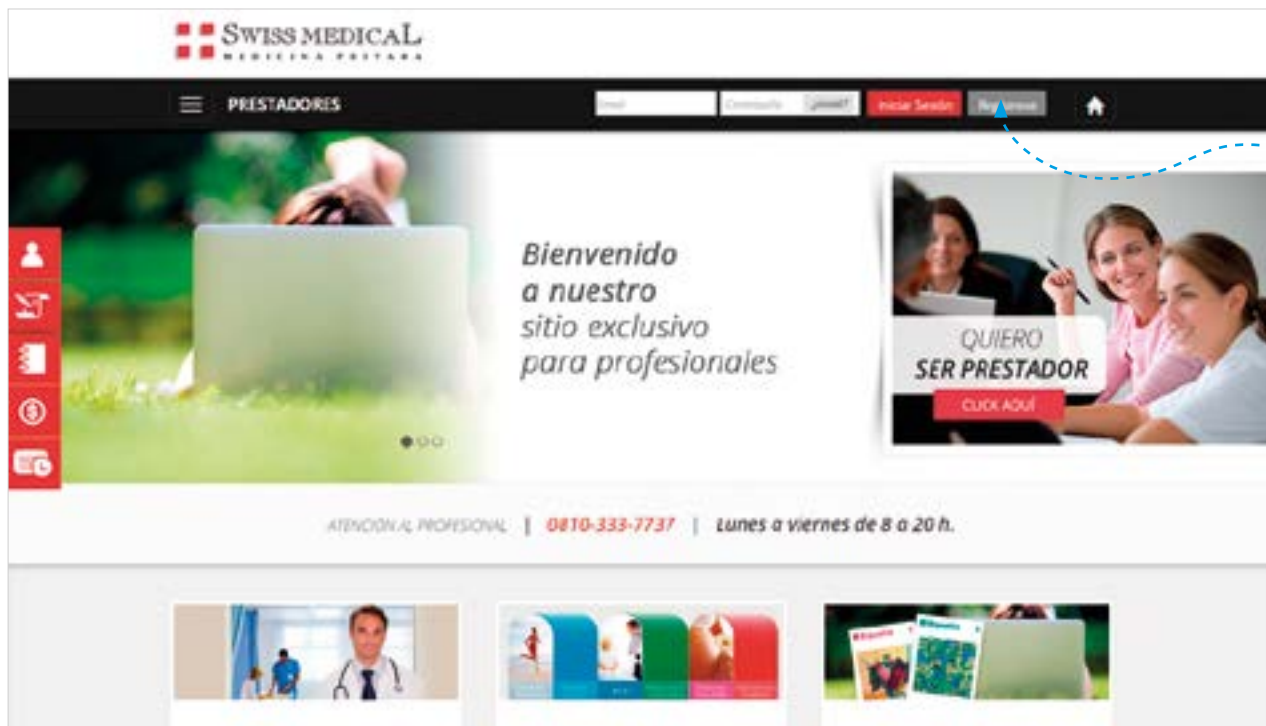 SWISS MEDICAL
MEDICINA PRIVADA
PRESTADORES
Email
Contraseña
Iniciar Sesión
Registrarse
Bienvenido
a nuestro
sitio exclusivo
para profesionales
QUIERO
SER PRESTADOR
CLICK AQUÍ
ATENCIÓN AL PROFESIONAL | 0810-333-7737 | Lunes a viernes de 8 a 20 h.